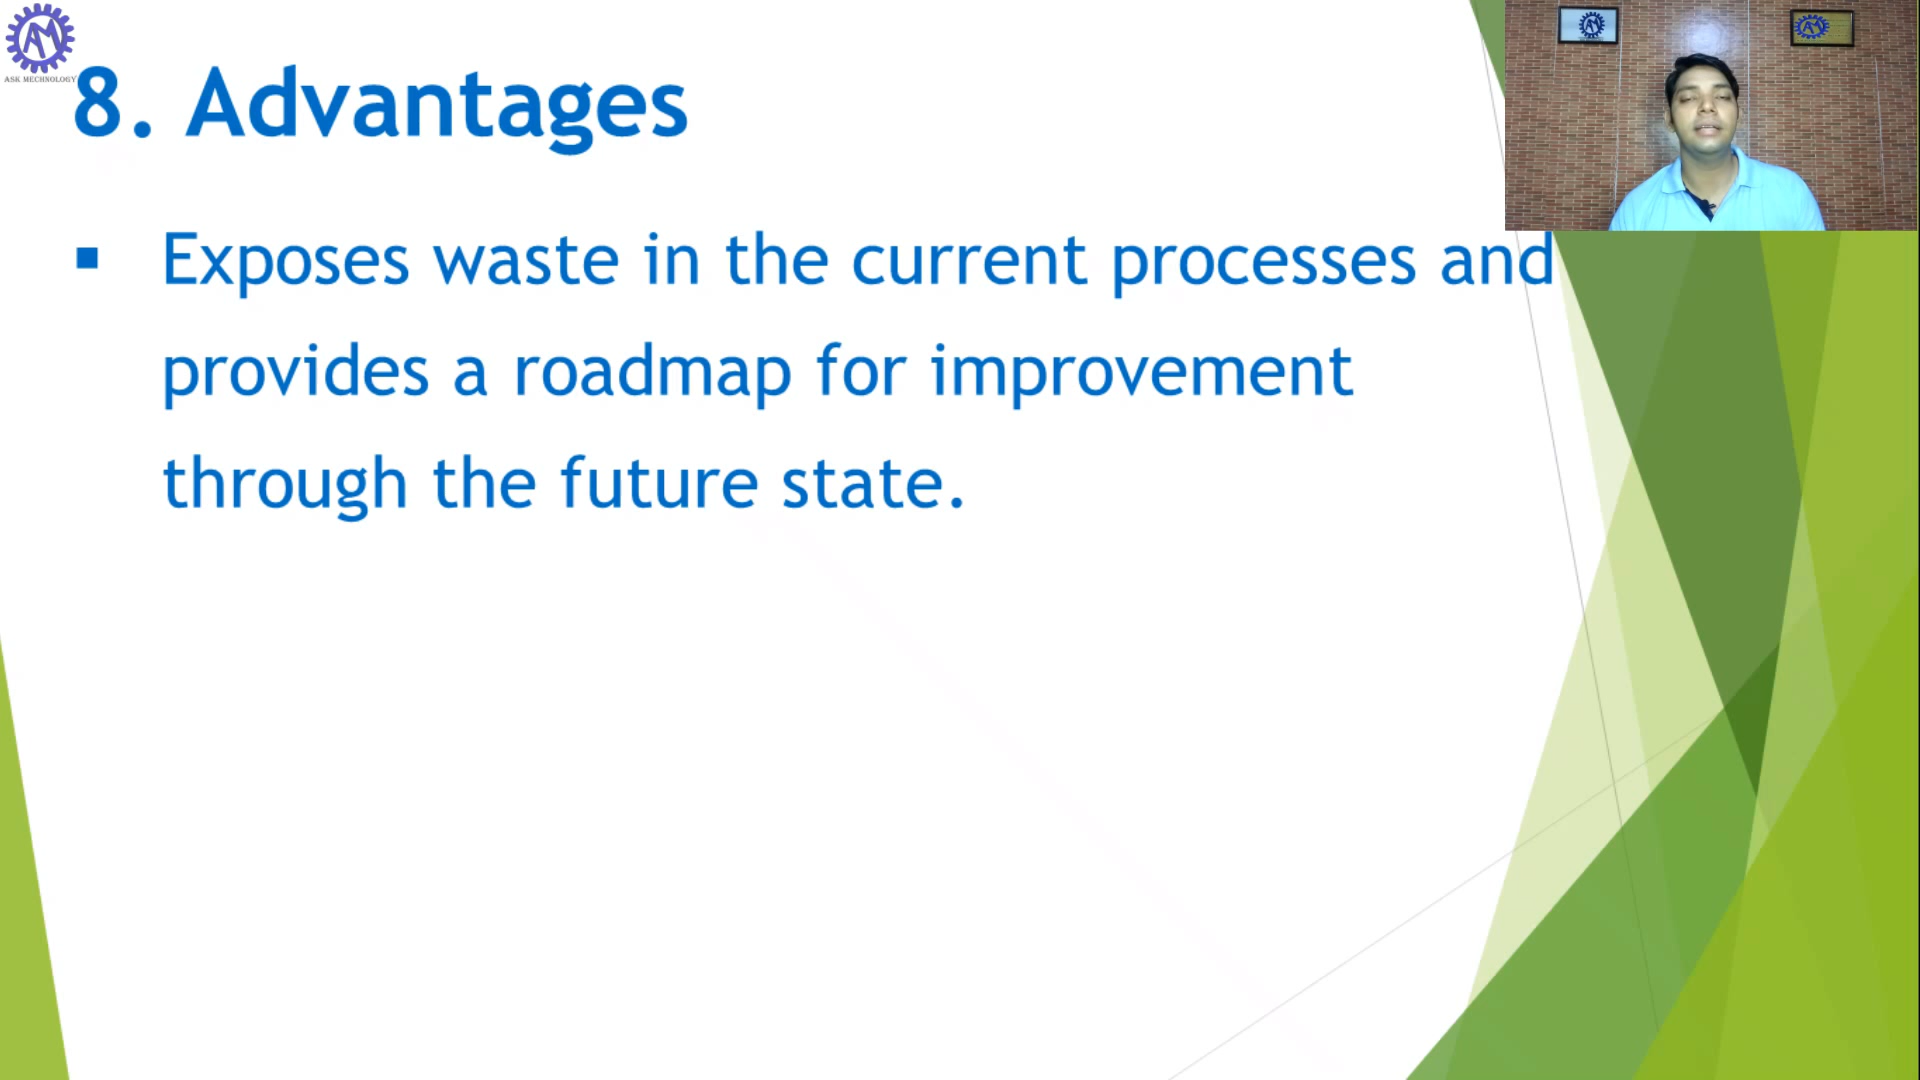 ASK MECHNOLOGY
8. Advantages
▪ Exposes waste in the current processes and
provides a roadmap for improvement
through the future state.